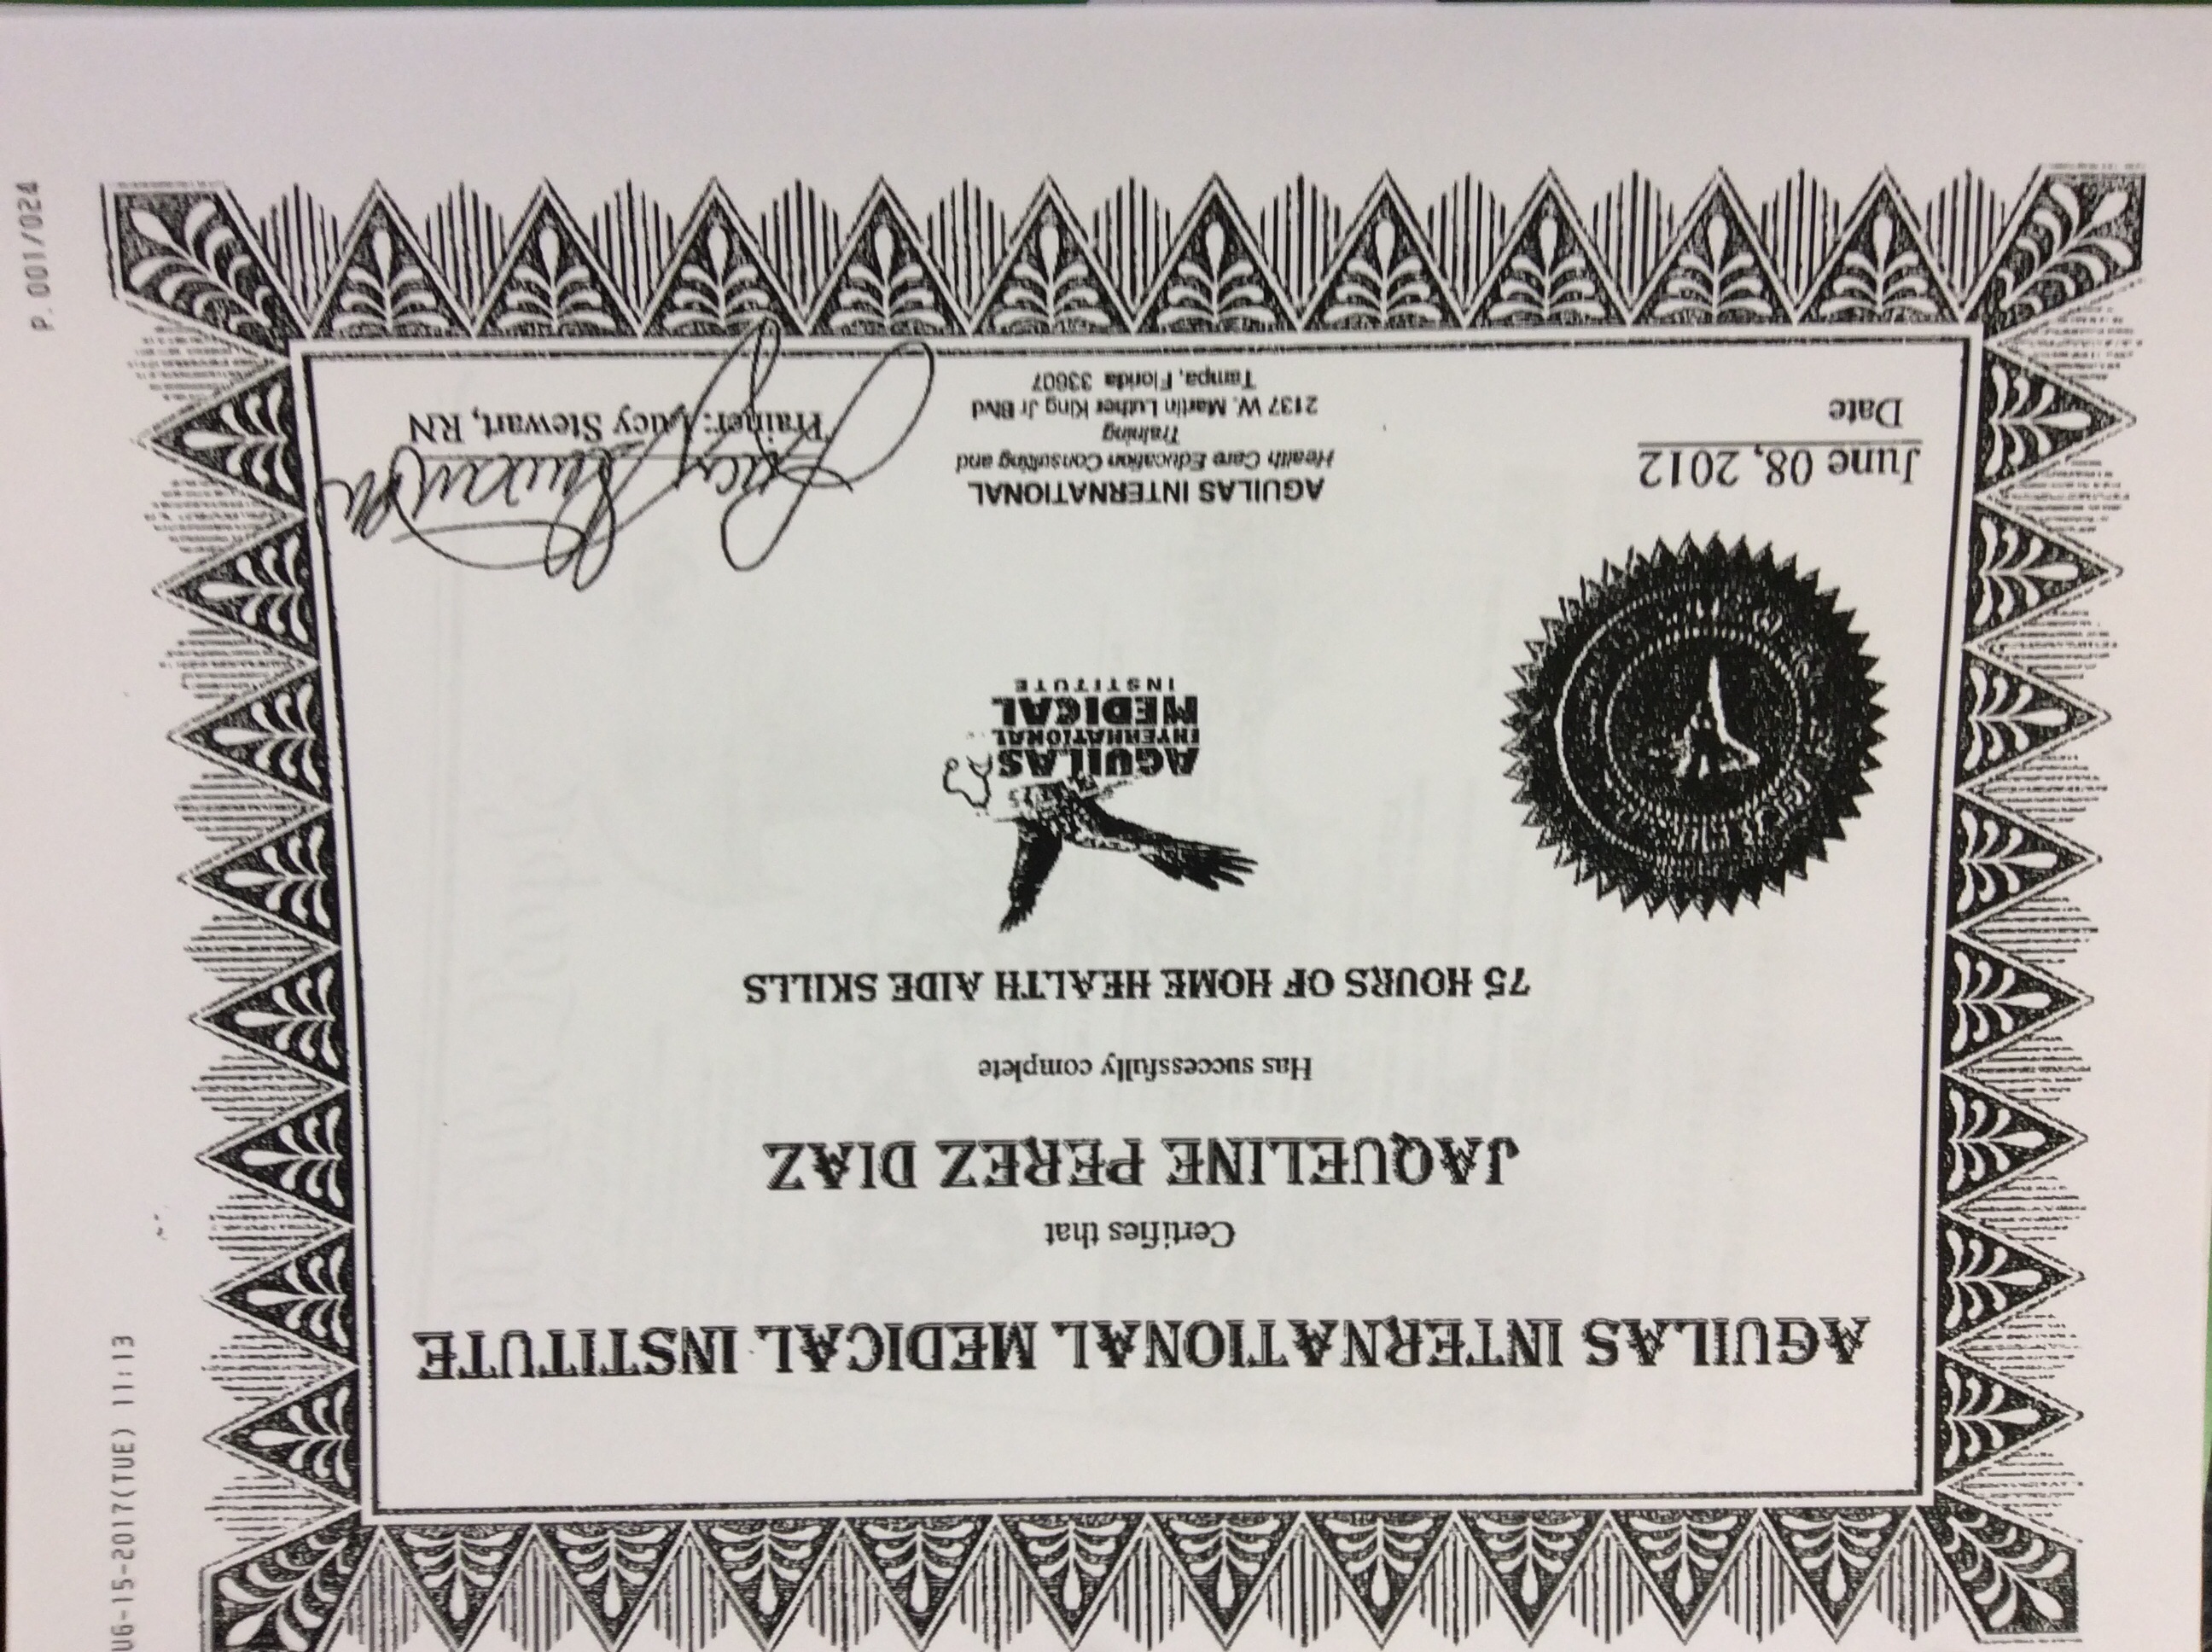 AGUILAS INTERNATIONAL MEDICAL INSTITUTE
Certifies that
JAQUELINE PEREZ DIAZ
Has successfully complete
75 HOURS OF HOME HEALTH AIDE SKILLS
AGUILAS
INTERNATIONAL
MEDICAL
INSTITUTE
June 08, 2012
Date
AGUILAS INTERNATIONAL
Health Care Education Consulting and
Training
2137 W. Martin Luther King Jr Blvd
Tampa, Florida 33607
Lucy Stewart RN
Trainer: Lucy Stewart, RN
UG-15-2017(TUE) 11:13
P. 001/024